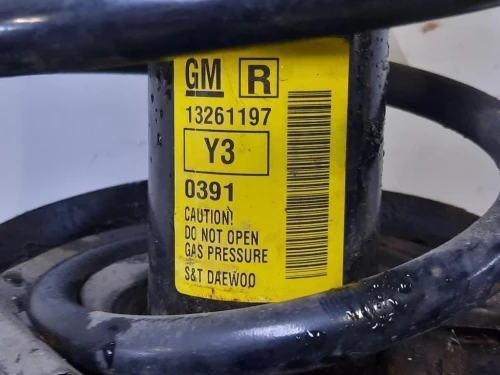 GM R
13261197
Y3
0391
CAUTION!
DO NOT OPEN
GAS PRESSURE
S&T DAEWOO